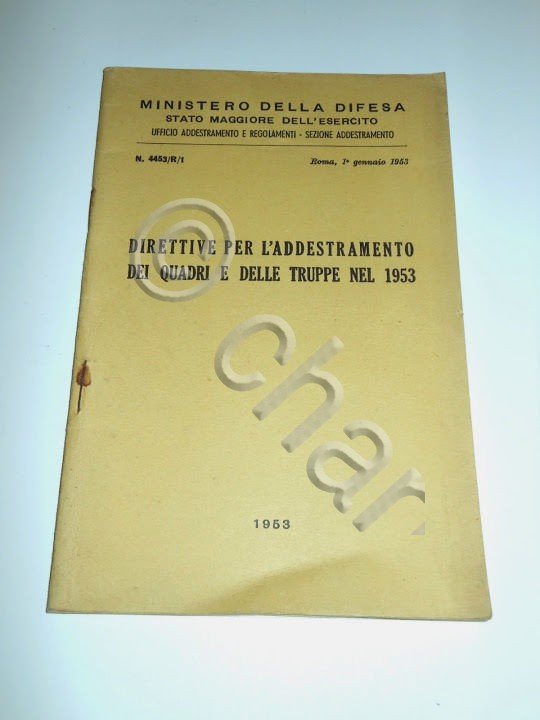 MINISTERO DELLA DIFESA
STATO MAGGIORE DELL'ESERCITO
UFFICIO ADDESTRAMENTO E REGOLAMENTI - SEZIONE ADDESTRAMENTO
N. 4453/R/1 Roma, 1° gennaio 1953
DIRETTIVE PER L'ADDESTRAMENTO
DEI QUADRI E DELLE TRUPPE NEL 1953
© char
1953